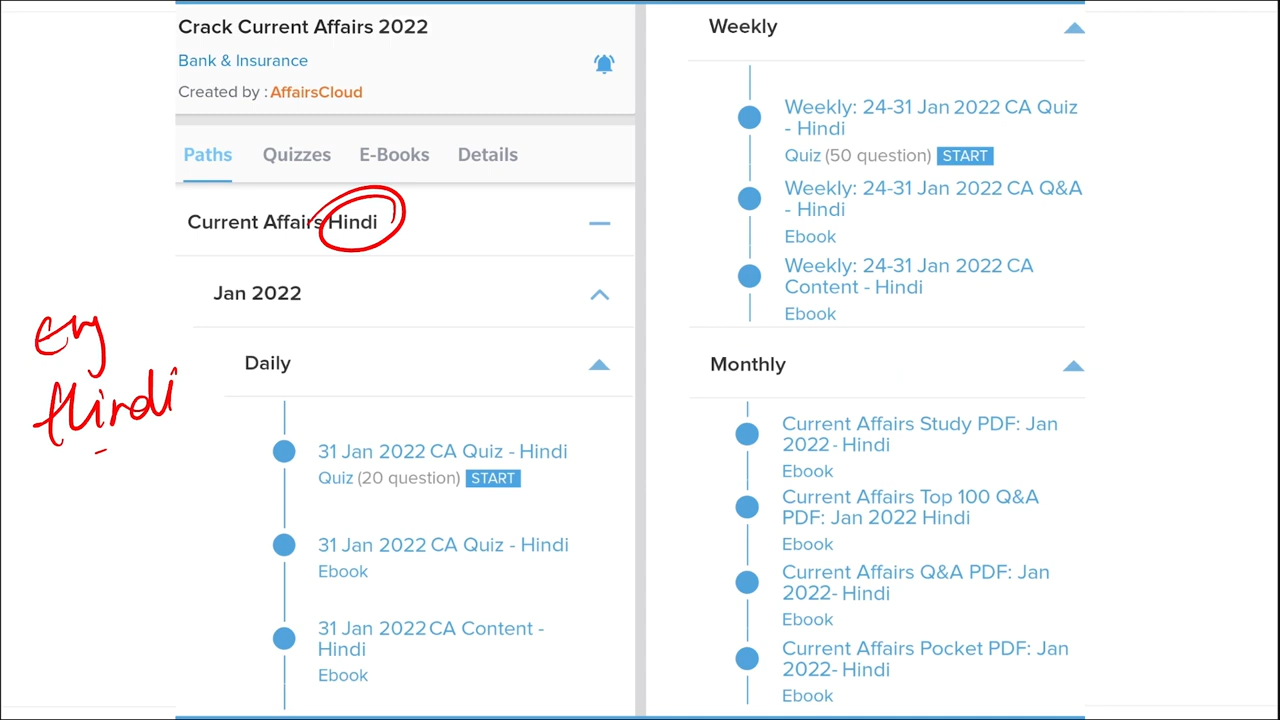 Crack Current Affairs 2022
Bank & Insurance
Created by : AffairsCloud
Paths Quizzes E-Books Details
Current Affairs Hindi
Jan 2022
Daily
31 Jan 2022 CA Quiz - Hindi
Quiz (20 question) START
31 Jan 2022 CA Quiz - Hindi
Ebook
31 Jan 2022 CA Content -
Hindi
Ebook
Eng
Hindi
Weekly
Weekly: 24-31 Jan 2022 CA Quiz
- Hindi
Quiz (50 question) START
Weekly: 24-31 Jan 2022 CA Q&A
- Hindi
Ebook
Weekly: 24-31 Jan 2022 CA
Content - Hindi
Ebook
Monthly
Current Affairs Study PDF: Jan
2022 - Hindi
Ebook
Current Affairs Top 100 Q&A
PDF: Jan 2022 Hindi
Ebook
Current Affairs Q&A PDF: Jan
2022- Hindi
Ebook
Current Affairs Pocket PDF: Jan
2022- Hindi
Ebook